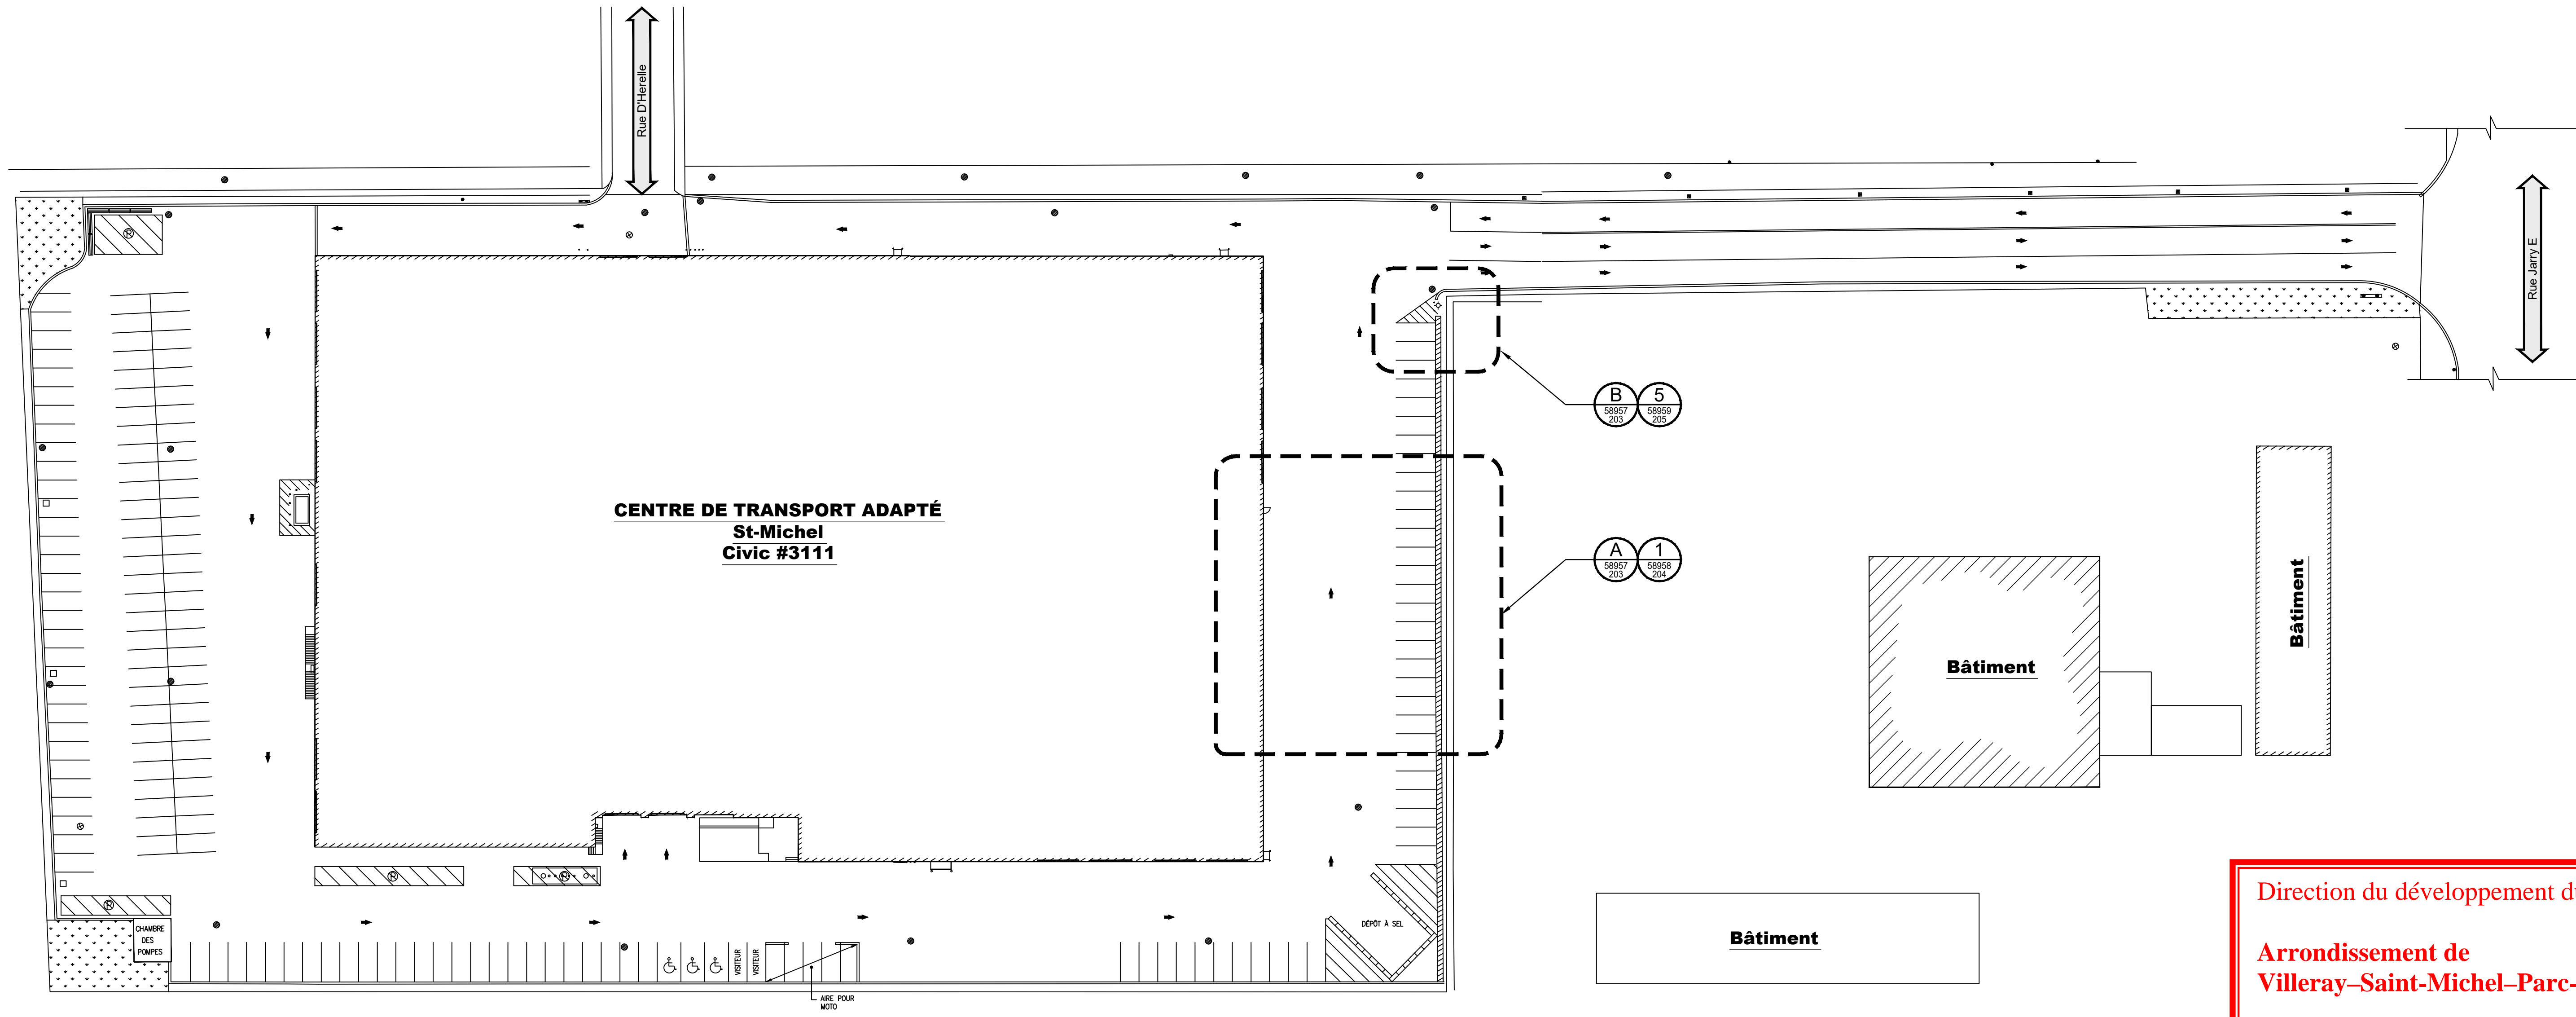 Rue D'Herelle
Rue Jarry E
B
58957
203
5
58959
205
CENTRE DE TRANSPORT ADAPTÉ
St-Michel
Civic #3111
A
58957
203
1
58958
204
Bâtiment
Bâtiment
Bâtiment
CHAMBRE
DES
POMPES
DÉPÔT À SEL
VISITEUR
VISITEUR
AIRE POUR
MOTO
Direction du développement d
Arrondissement de
Villeray–Saint-Michel–Parc-